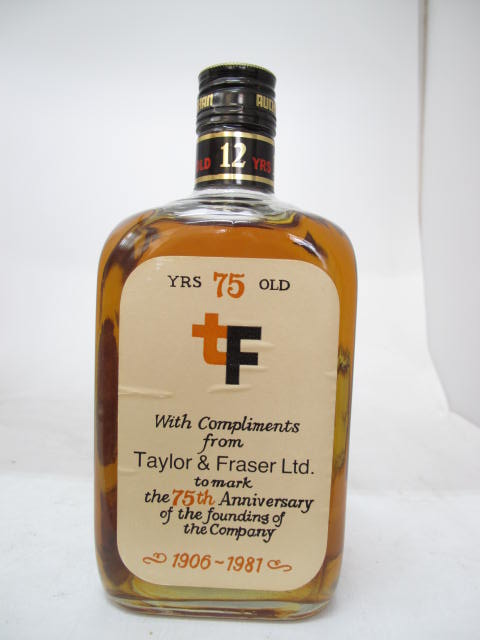 12
YRS 75 OLD
tF
With Compliments
from
Taylor & Fraser Ltd.
to mark
the 75th Anniversary
of the founding of
the Company
1906~1981